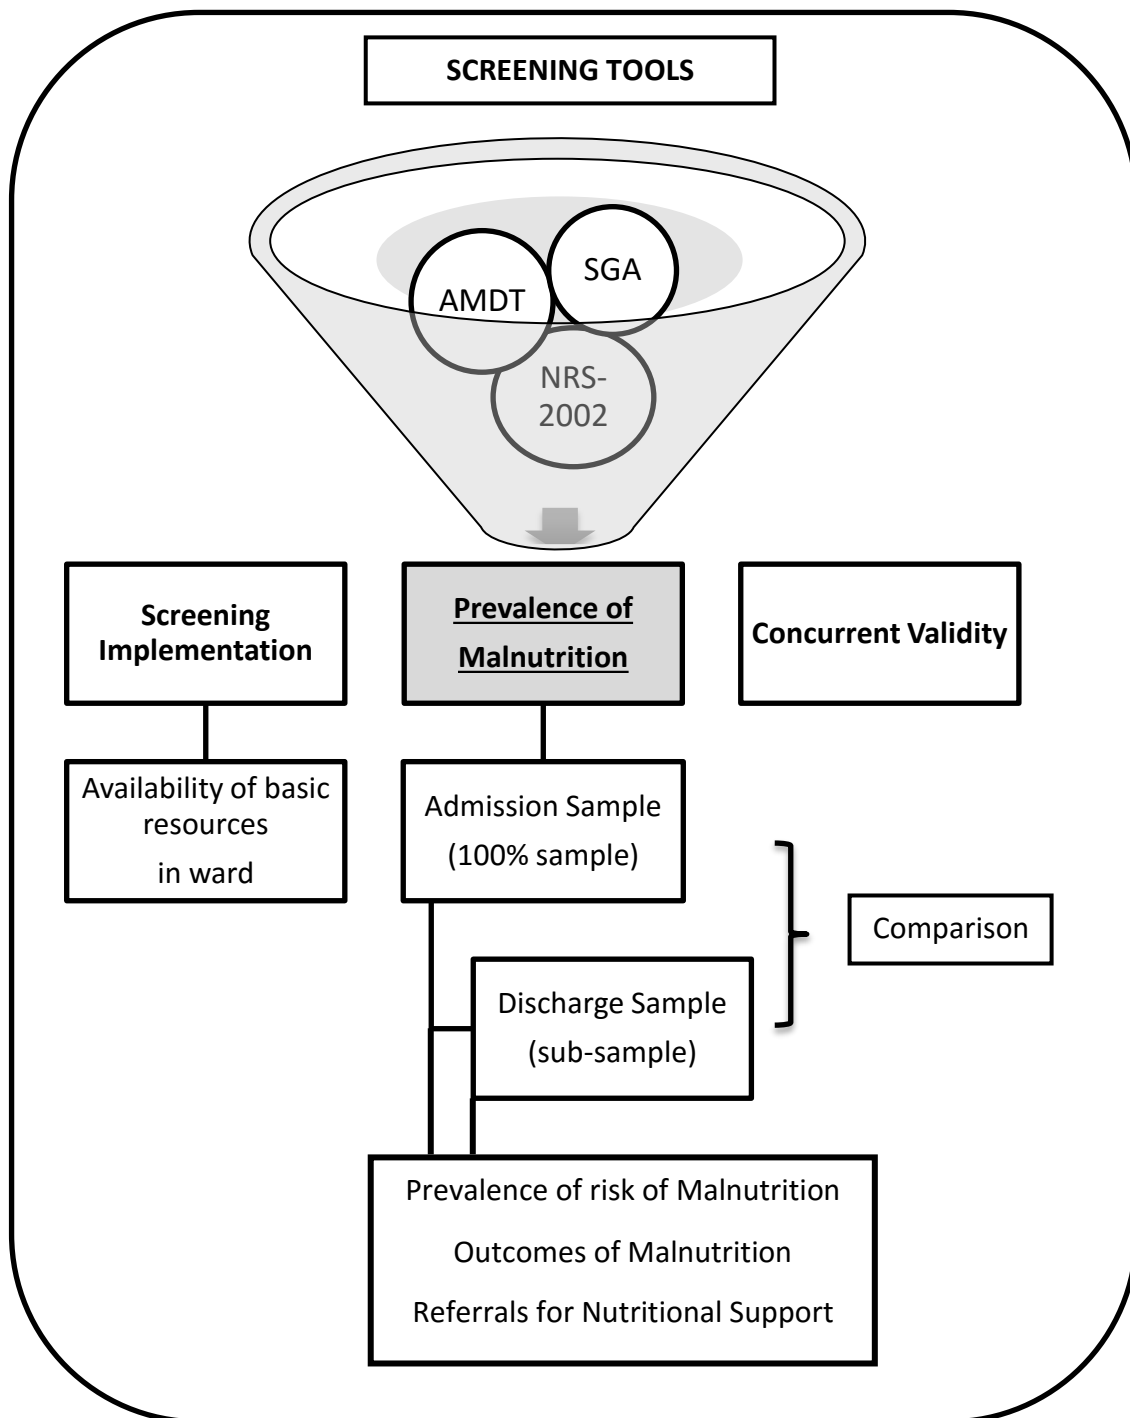 SCREENING TOOLS
AMDT
SGA
NRS-
2002
Screening
Implementation
Prevalence of
Malnutrition
Concurrent Validity
Availability of basic
resources
in ward
Admission Sample
(100% sample)
Comparison
Discharge Sample
(sub-sample)
Prevalence of risk of Malnutrition
Outcomes of Malnutrition
Referrals for Nutritional Support